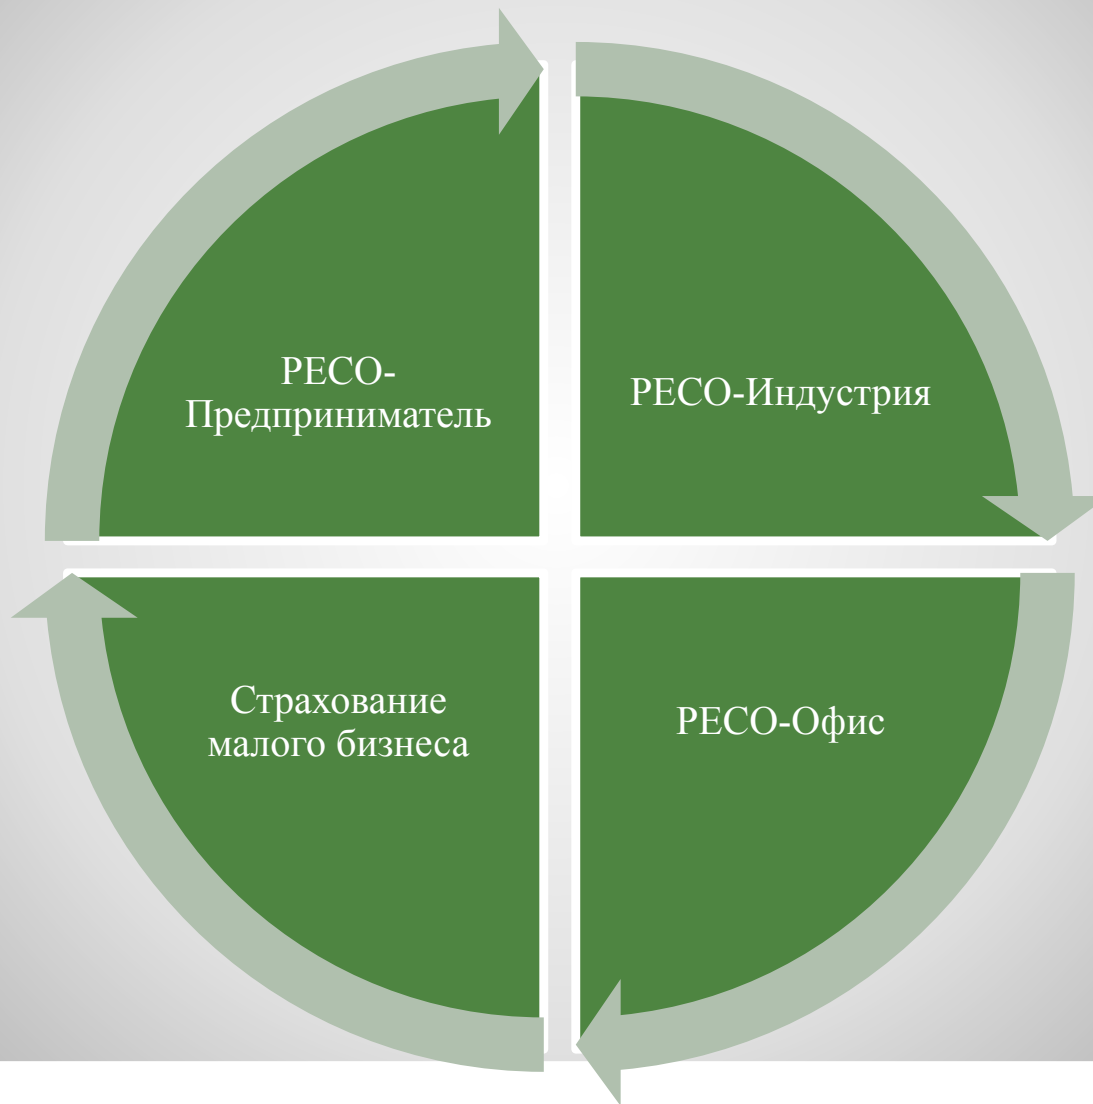 РЕСО-
Предприниматель
РЕСО-Индустрия
Страхование
малого бизнеса
РЕСО-Офис